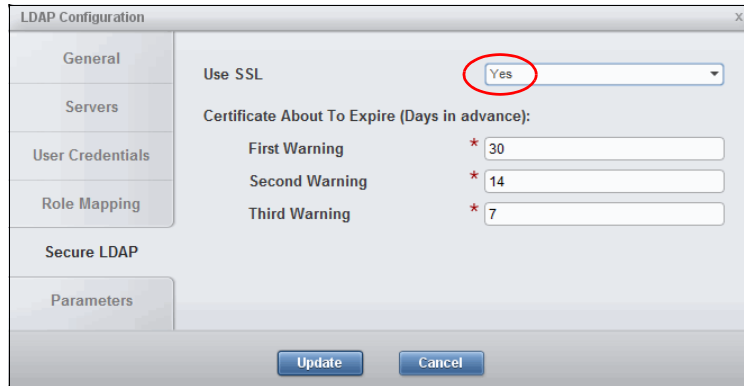 LDAP Configuration x
General
Servers
User Credentials
Role Mapping
Secure LDAP
Parameters
Use SSL Yes
Certificate About To Expire (Days in advance):
First Warning * 30
Second Warning * 14
Third Warning * 7
Update Cancel